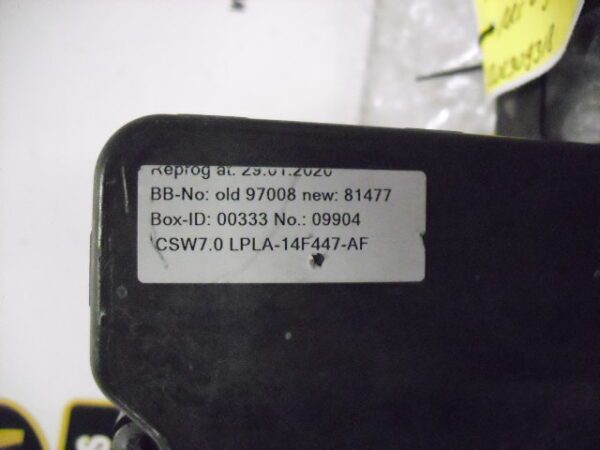 Reprog at: 29.01.2020
BB-No: old 97008 new: 81477
Box-ID: 00333 No.: 09904
CSW7.0 LPLA-14F447-AF